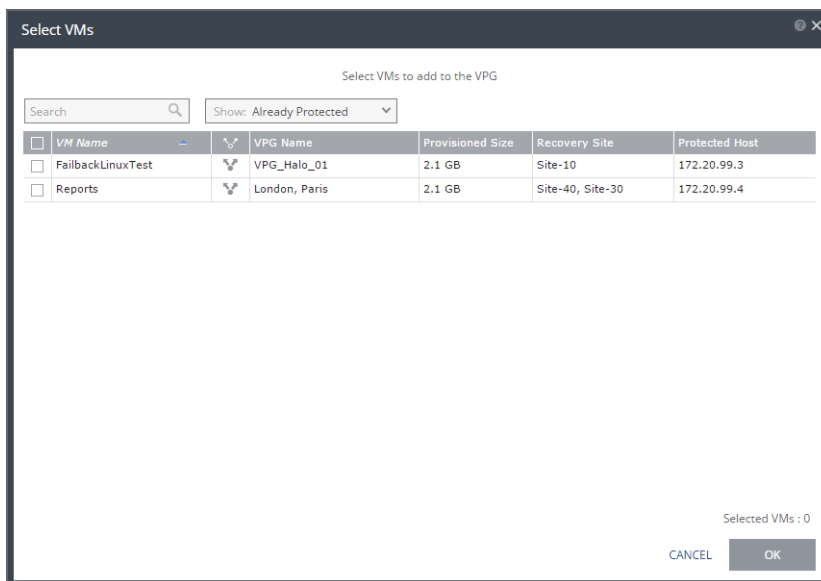 Select VMs
Select VMs to add to the VPG
Search Show: Already Protected
VM Name VPG Name Provisioned Size Recovery Site Protected Host
FailbackLinuxTest VPG_Halo_01 2.1 GB Site-10 172.20.99.3
Reports London, Paris 2.1 GB Site-40, Site-30 172.20.99.4
Selected VMs : 0
CANCEL OK